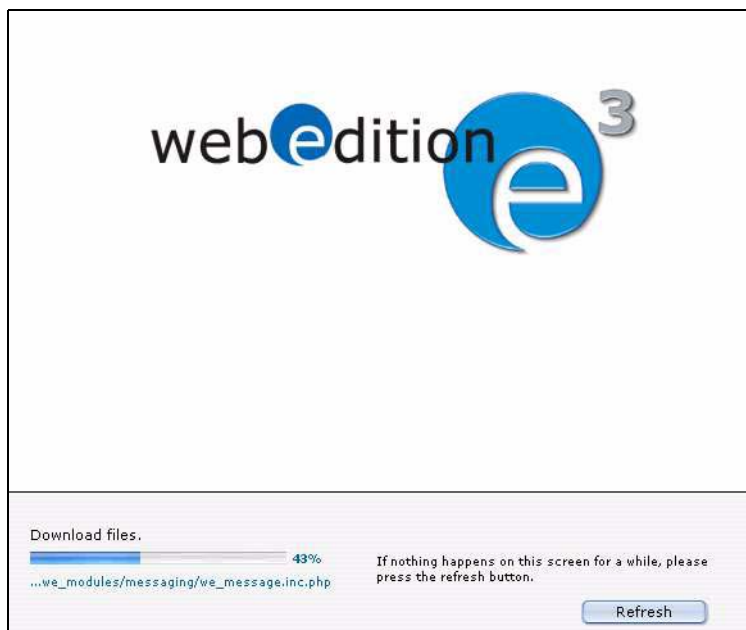 webedition e3
Download files.
43%
...we_modules/messaging/we_message.inc.php
If nothing happens on this screen for a while, please
press the refresh button.
Refresh